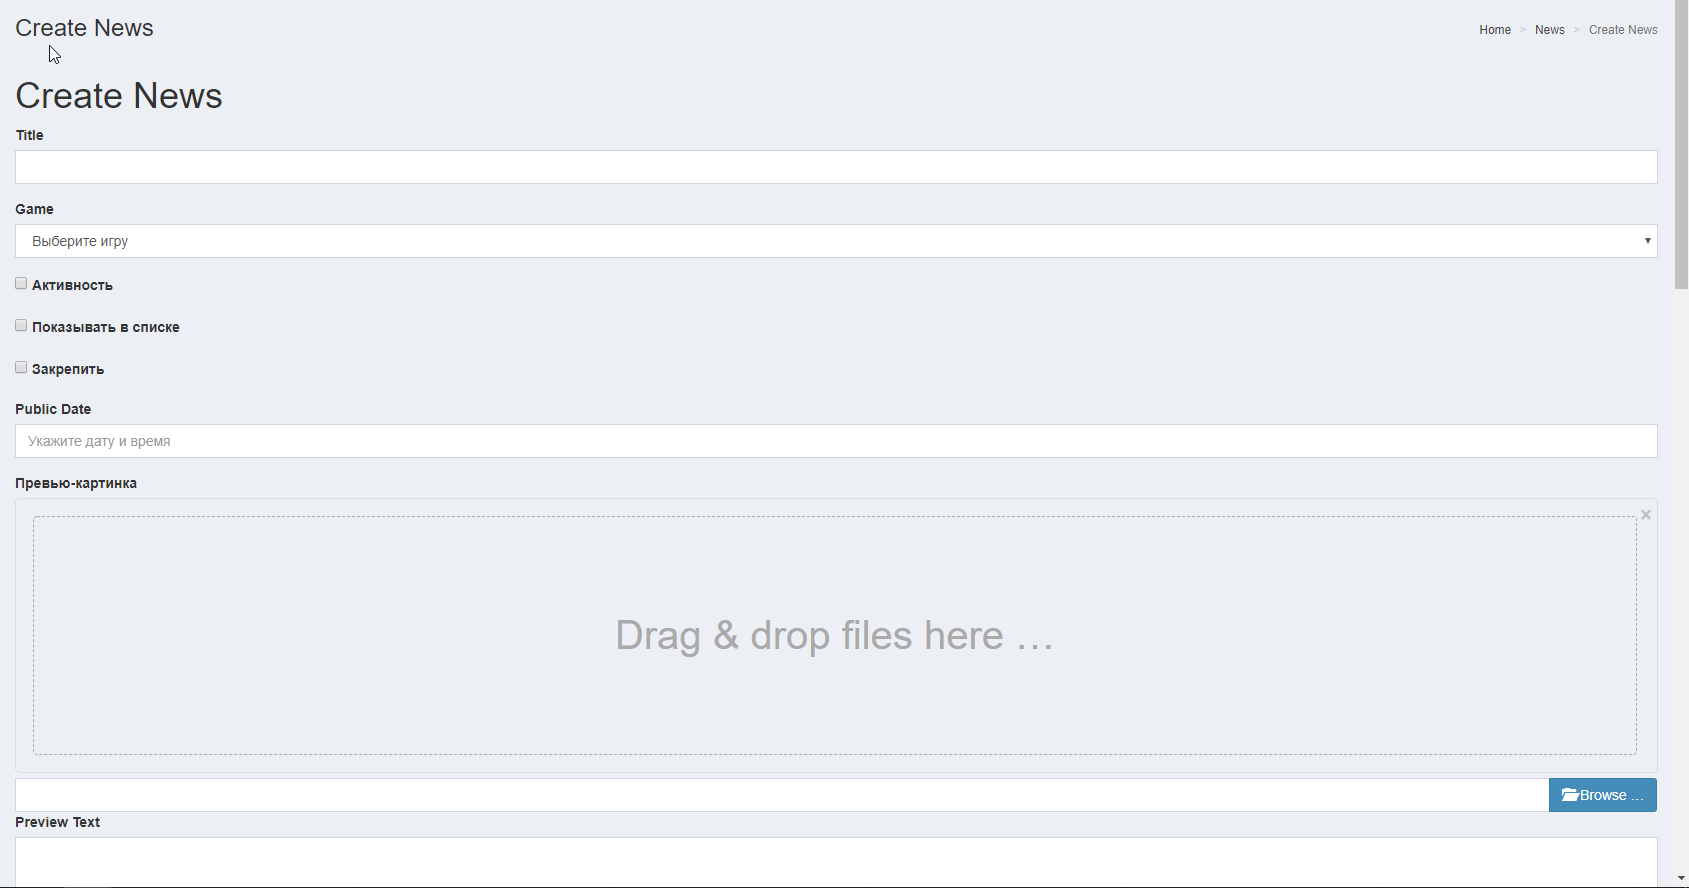 Create News
Home > News > Create News
Create News
Title
Game
Выберите игру
Активность
Показывать в списке
Закрепить
Public Date
Укажите дату и время
Превью-картинка
×
Drag & drop files here …
Browse …
Preview Text